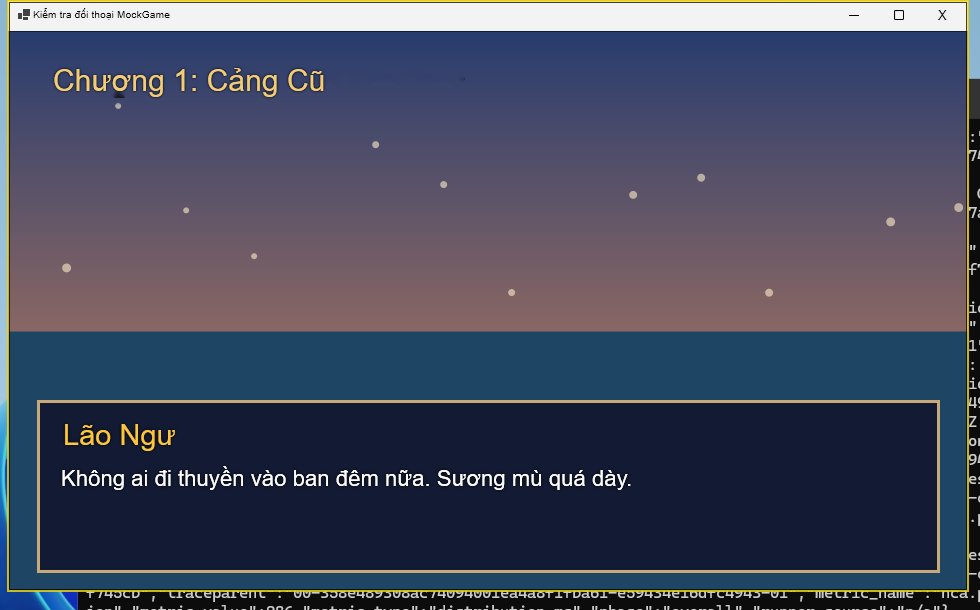 Kiểm tra đối thoại MockGame
Chương 1: Cảng Cũ
Lão Ngư
Không ai đi thuyền vào ban đêm nữa. Sương mù quá dày.